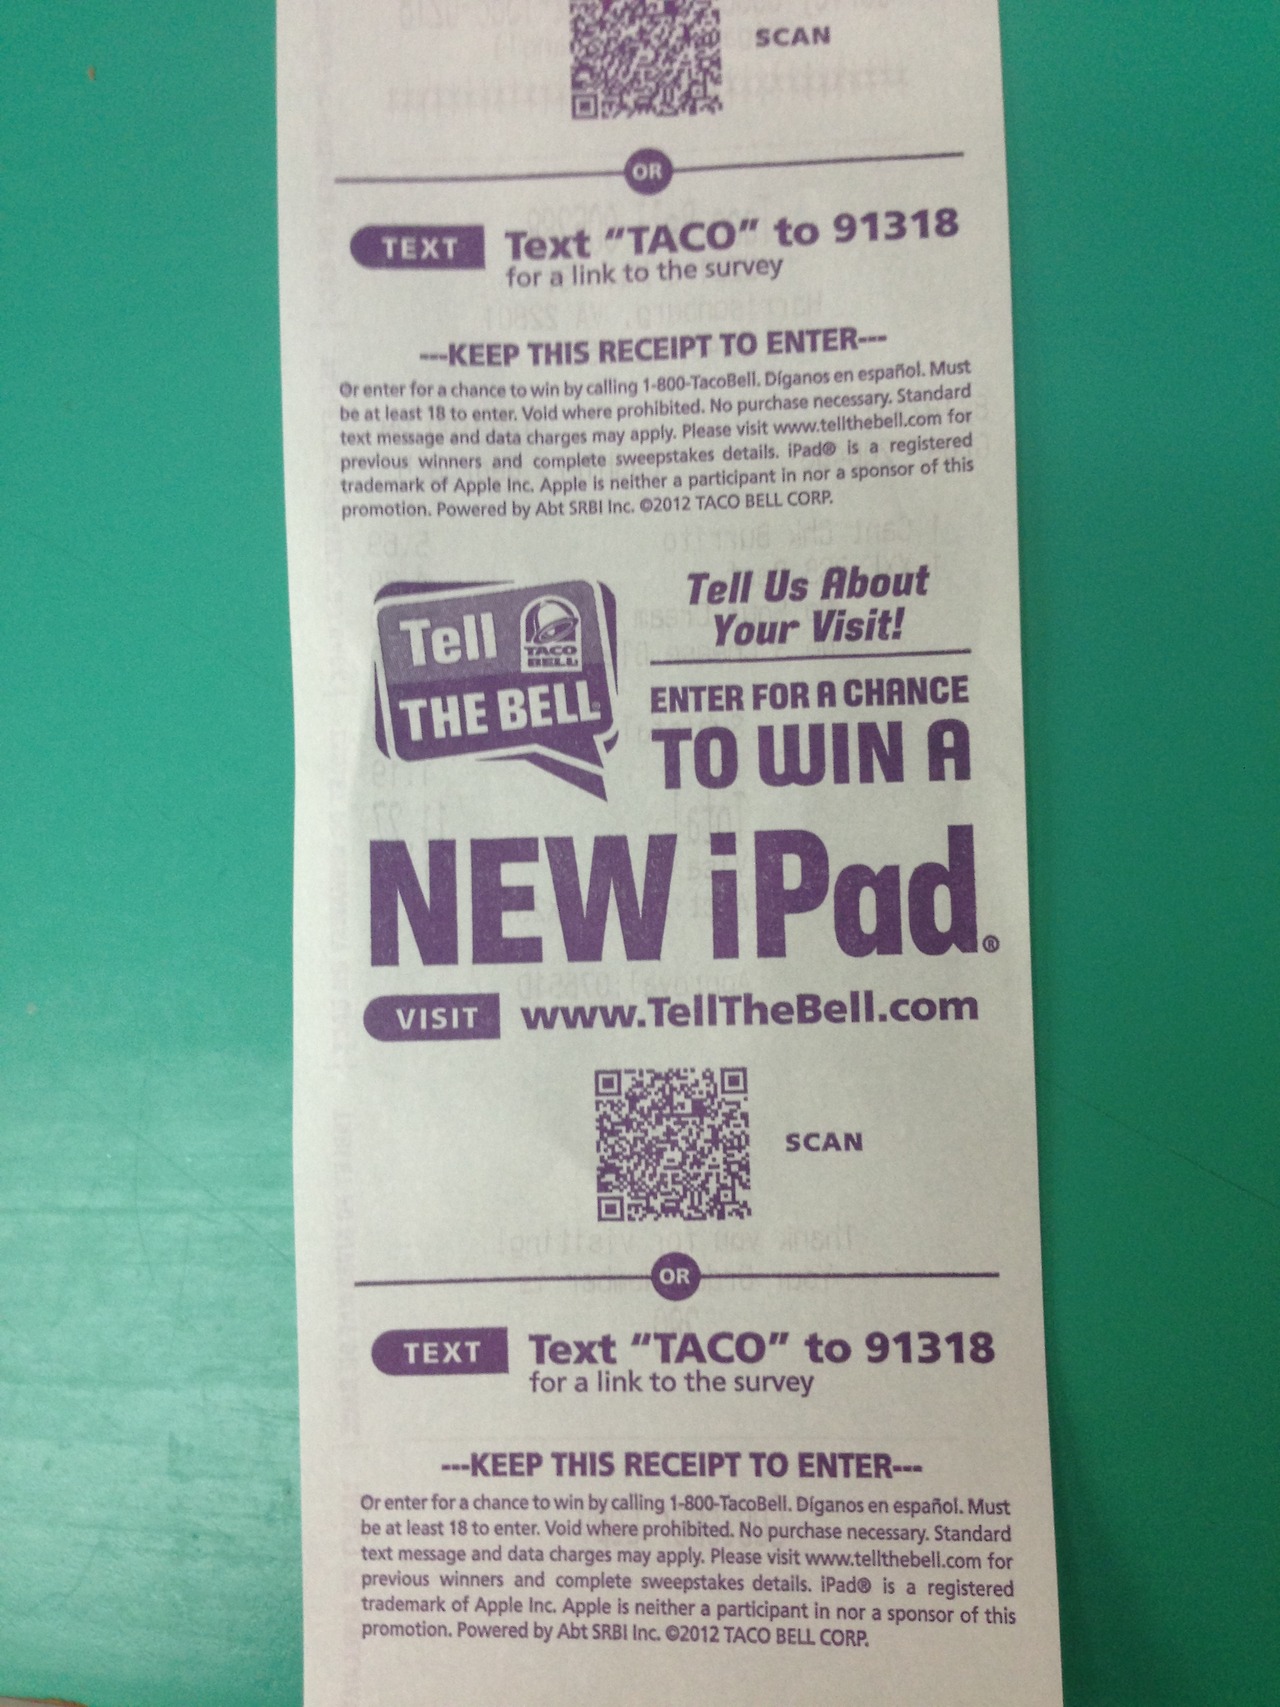 SCAN
OR
TEXT Text “TACO” to 91318
for a link to the survey
---KEEP THIS RECEIPT TO ENTER---
Or enter for a chance to win by calling 1-800-TacoBell. Díganos en español. Must
be at least 18 to enter. Void where prohibited. No purchase necessary. Standard
text message and data charges may apply. Please visit www.tellthebell.com for
previous winners and complete sweepstakes details. iPad® is a registered
trademark of Apple Inc. Apple is neither a participant in nor a sponsor of this
promotion. Powered by Abt SRBI Inc. ©2012 TACO BELL CORP.
Tell
TACO
BELL
THE BELL®
Tell Us About
Your Visit!
ENTER FOR A CHANCE
TO WIN A
NEW iPad®
VISIT www.TellTheBell.com
SCAN
OR
TEXT Text “TACO” to 91318
for a link to the survey
---KEEP THIS RECEIPT TO ENTER---
Or enter for a chance to win by calling 1-800-TacoBell. Díganos en español. Must
be at least 18 to enter. Void where prohibited. No purchase necessary. Standard
text message and data charges may apply. Please visit www.tellthebell.com for
previous winners and complete sweepstakes details. iPad® is a registered
trademark of Apple Inc. Apple is neither a participant in nor a sponsor of this
promotion. Powered by Abt SRBI Inc. ©2012 TACO BELL CORP.